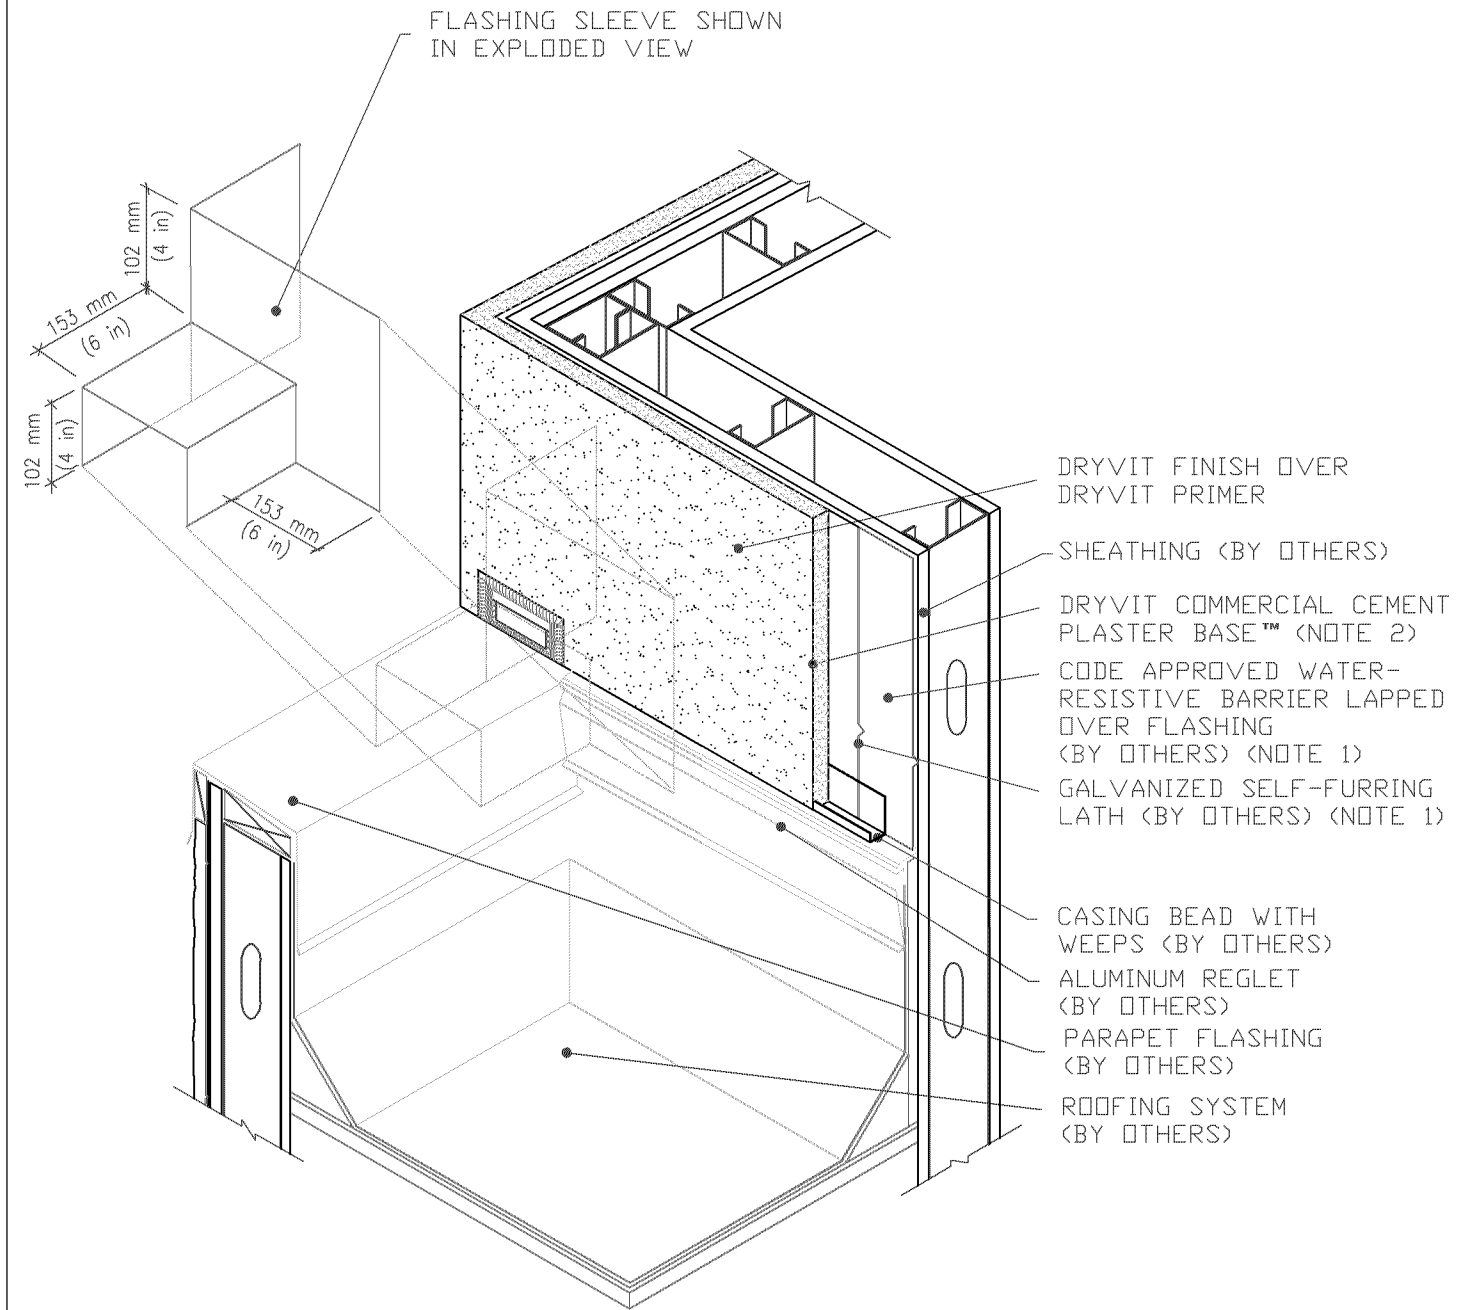 FLASHING SLEEVE SHOWN
IN EXPLODED VIEW
102 mm
(4 in)
153 mm
(6 in)
102 mm
(4 in)
153 mm
(6 in)
DRYVIT FINISH OVER
DRYVIT PRIMER
SHEATHING (BY OTHERS)
DRYVIT COMMERCIAL CEMENT
PLASTER BASE™ (NOTE 2)
CODE APPROVED WATER-
RESISTIVE BARRIER LAPPED
OVER FLASHING
(BY OTHERS) (NOTE 1)
GALVANIZED SELF-FURRING
LATH (BY OTHERS) (NOTE 1)
CASING BEAD WITH
WEEPS (BY OTHERS)
ALUMINUM REGLET
(BY OTHERS)
PARAPET FLASHING
(BY OTHERS)
ROOFING SYSTEM
(BY OTHERS)